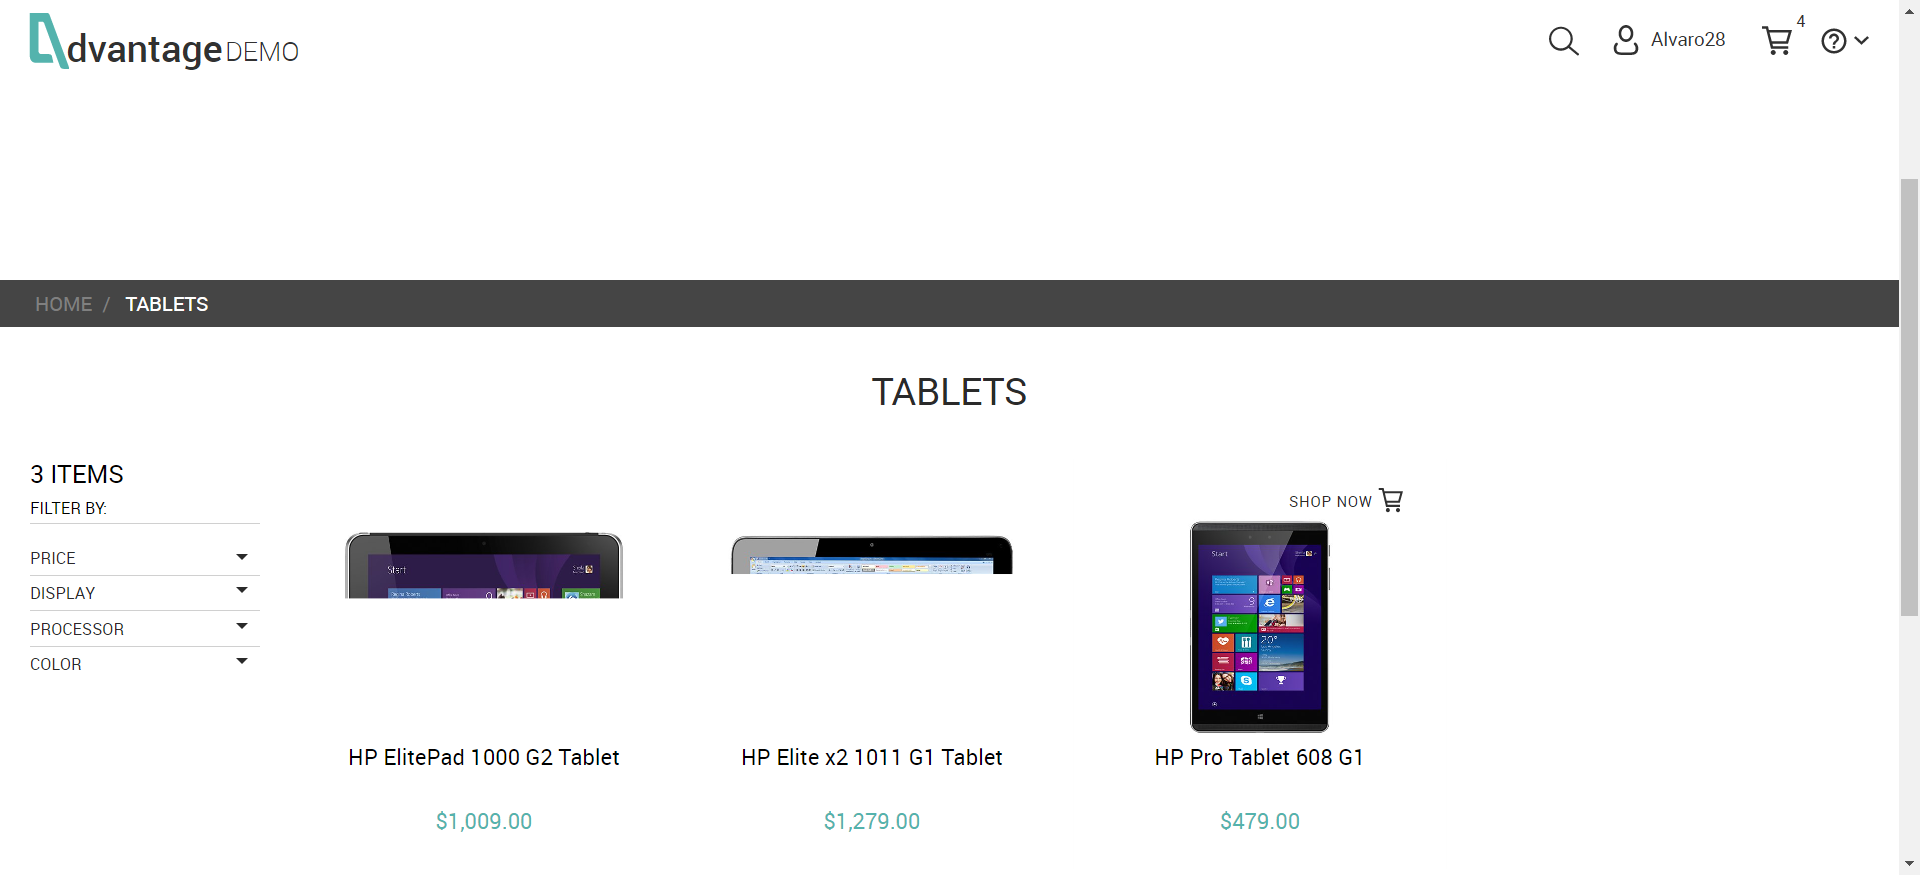 dvantage DEMO
Alvaro28
4
HOME / TABLETS
TABLETS
3 ITEMS
FILTER BY:
PRICE
DISPLAY
PROCESSOR
COLOR
SHOP NOW
Start
Start
HP ElitePad 1000 G2 Tablet
HP Elite x2 1011 G1 Tablet
HP Pro Tablet 608 G1
$1,009.00
$1,279.00
$479.00